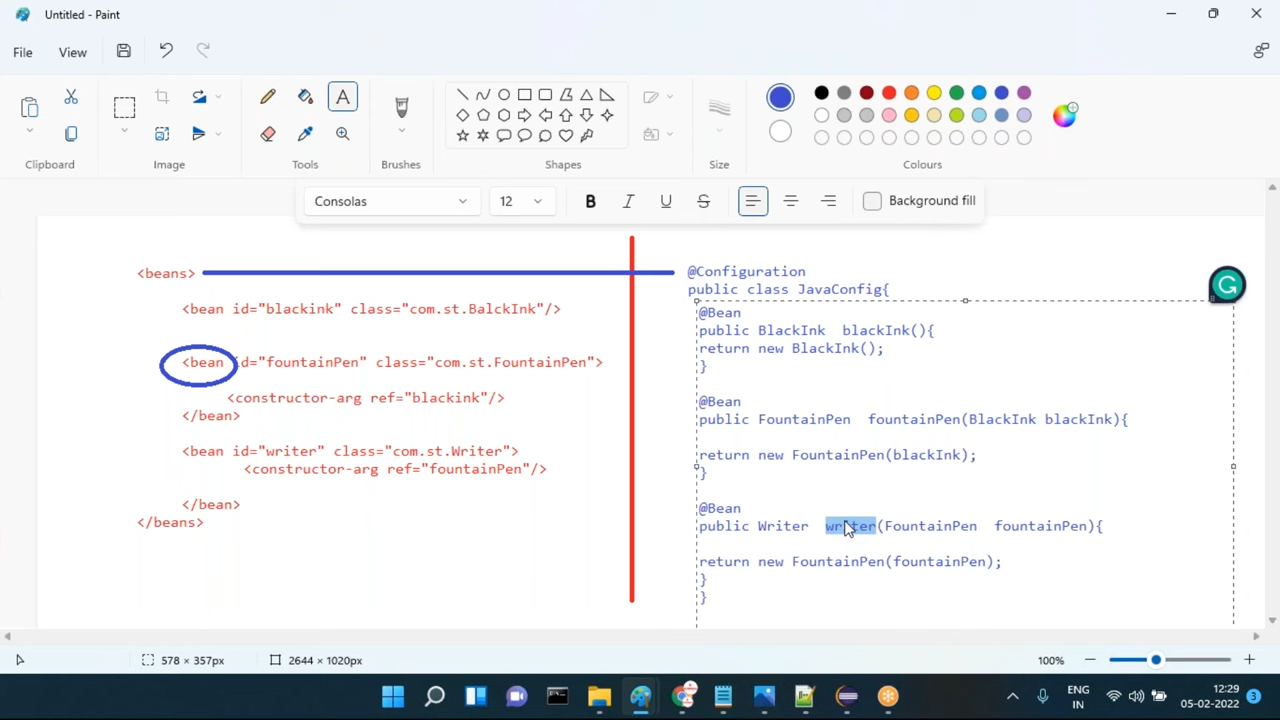 Untitled - Paint
File View
Clipboard Image Tools Brushes Shapes Size Colours
Consolas 12 B I U S Background fill
<beans>
<bean id="blackink" class="com.st.BalckInk"/>
<bean id="fountainPen" class="com.st.FountainPen">
<constructor-arg ref="blackink"/>
</bean>
<bean id="writer" class="com.st.Writer">
<constructor-arg ref="fountainPen"/>
</bean>
</beans>
@Configuration
public class JavaConfig{
@Bean
public BlackInk blackInk(){
return new BlackInk();
}
@Bean
public FountainPen fountainPen(BlackInk blackInk){
return new FountainPen(blackInk);
}
@Bean
public Writer writer(FountainPen fountainPen){
return new FountainPen(fountainPen);
}
}
578 × 357px 2644 × 1020px 100%
ENG
IN
12:29
05-02-2022
3